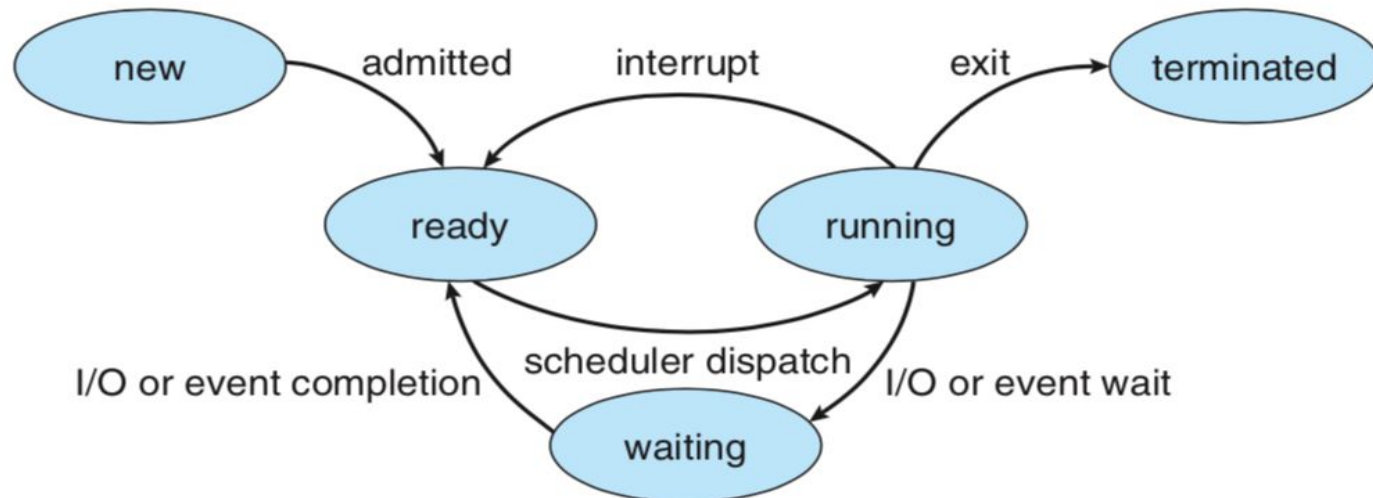 new
admitted
interrupt
exit
terminated
ready
running
I/O or event completion
scheduler dispatch
I/O or event wait
waiting